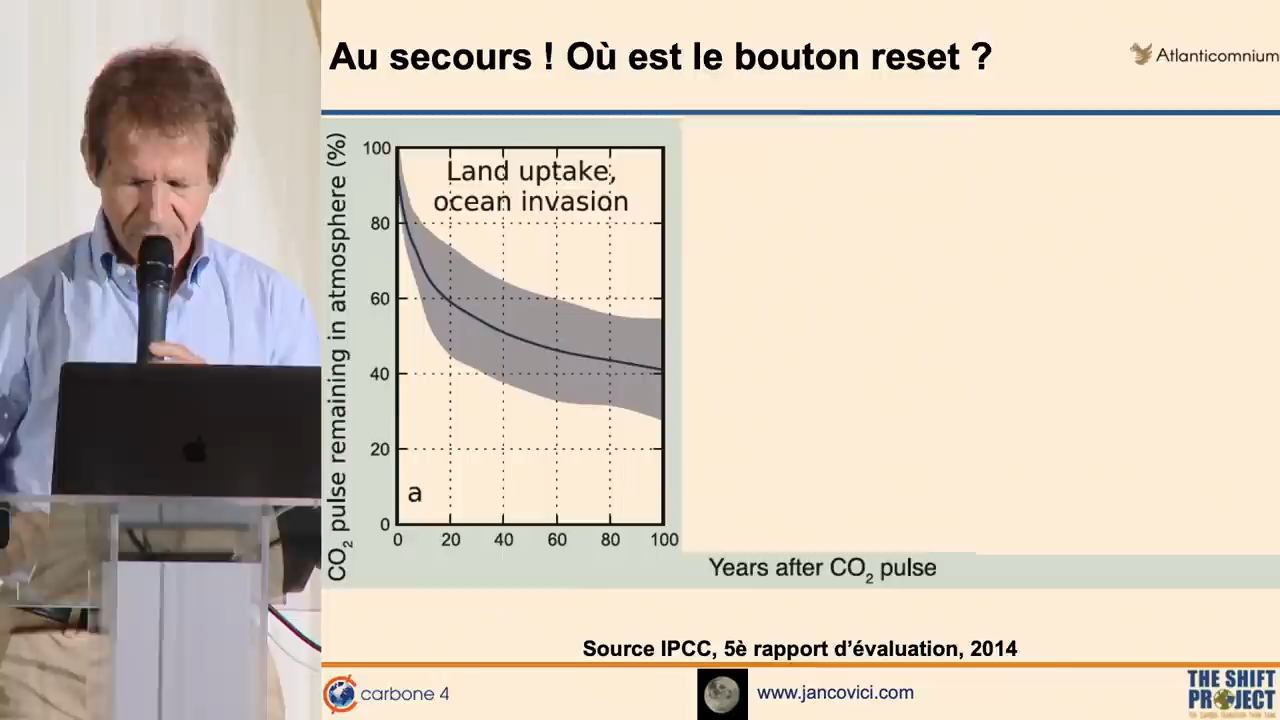 Au secours ! Où est le bouton reset ?
Atlanticomnium
CO2 pulse remaining in atmosphere (%)
Land uptake,
ocean invasion
100
80
60
40
20
0
a
0 20 40 60 80 100
Years after CO2 pulse
Source IPCC, 5è rapport d'évaluation, 2014
carbone 4
www.jancovici.com
THE SHIFT
PROJECT